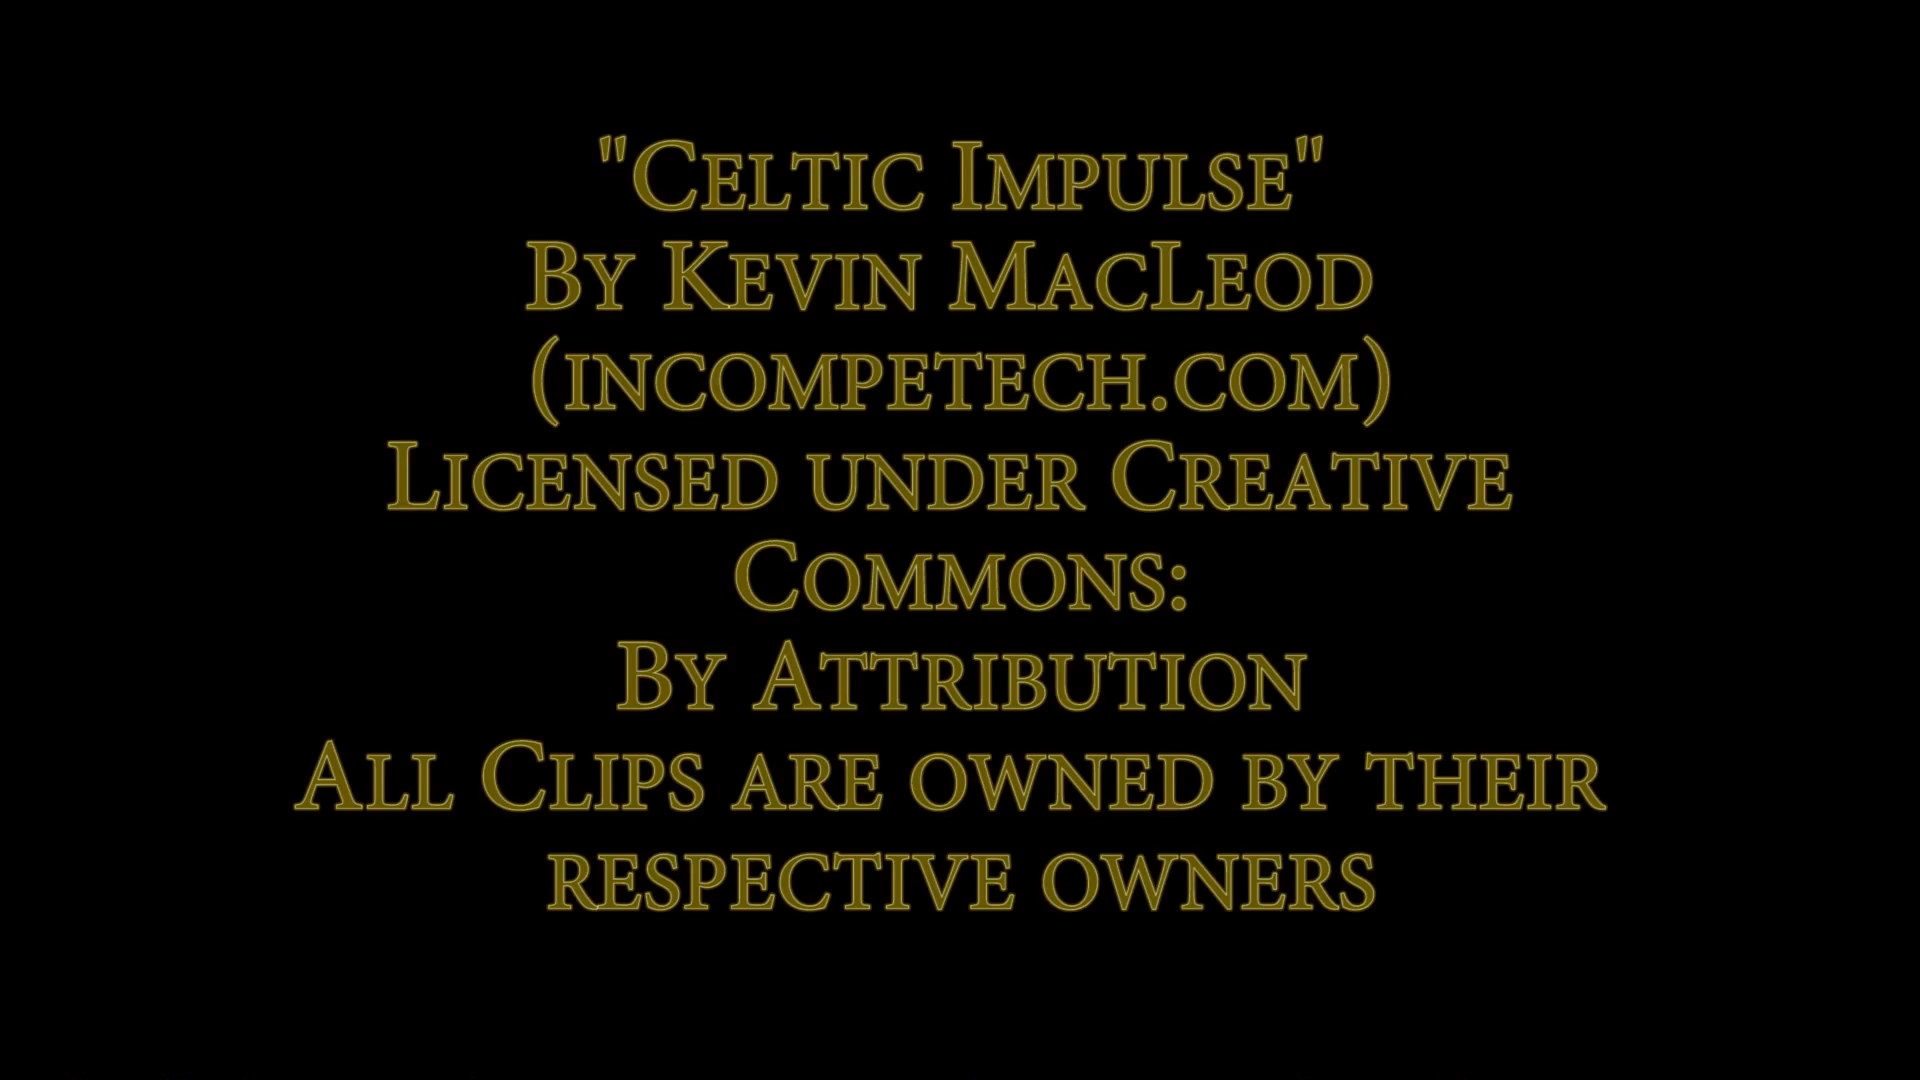 "Celtic Impulse"
By Kevin MacLeod
(incompetech.com)
Licensed under Creative
Commons:
By Attribution
All Clips are owned by their
respective owners